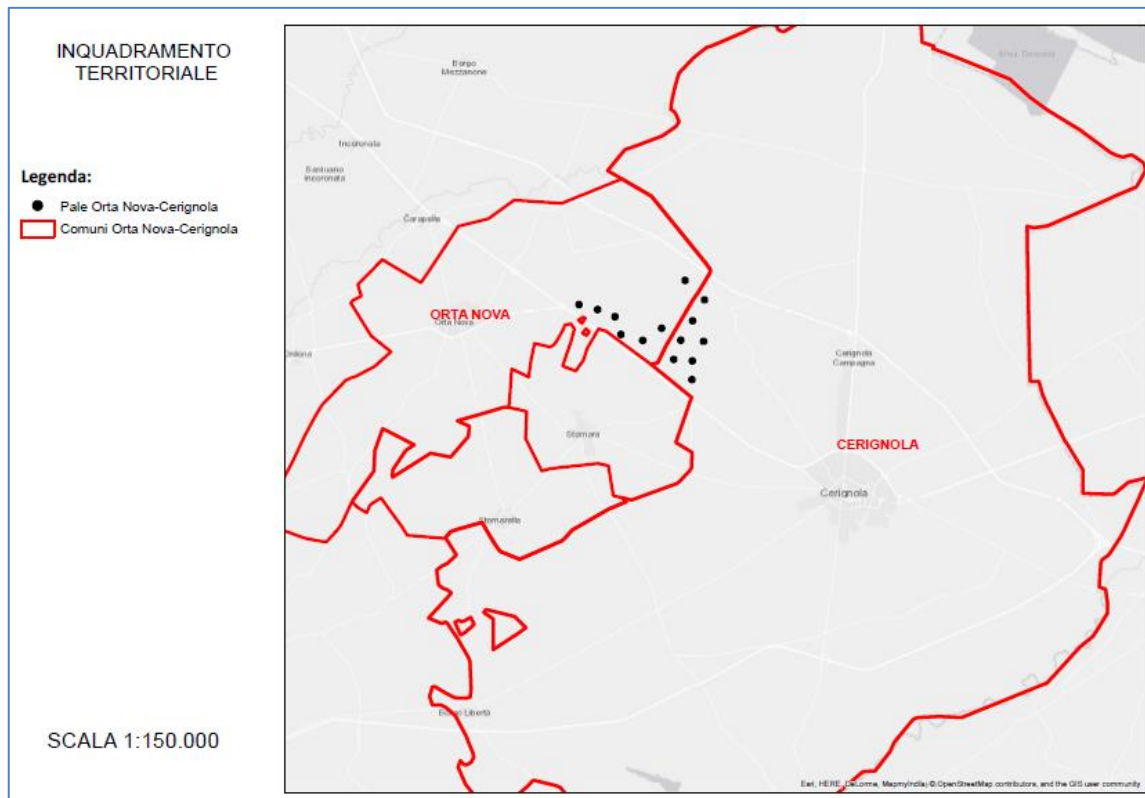 INQUADRAMENTO
TERRITORIALE
Legenda:
Pale Orta Nova-Cerignola
Comuni Orta Nova-Cerignola
SCALA 1:150.000
Borgo
Mezzanone
Incoronata
Santuario
Incoronata
Carapelle
ORTA NOVA
Orta Nova
Ordona
Stornara
Stornarella
Cerignola
Campagna
CERIGNOLA
Cerignola
Borgo Libertà
Esri, HERE, DeLorme, MapmyIndia, © OpenStreetMap contributors, and the GIS user community